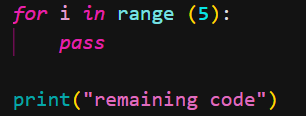 for i in range (5):
    pass
print("remaining code")